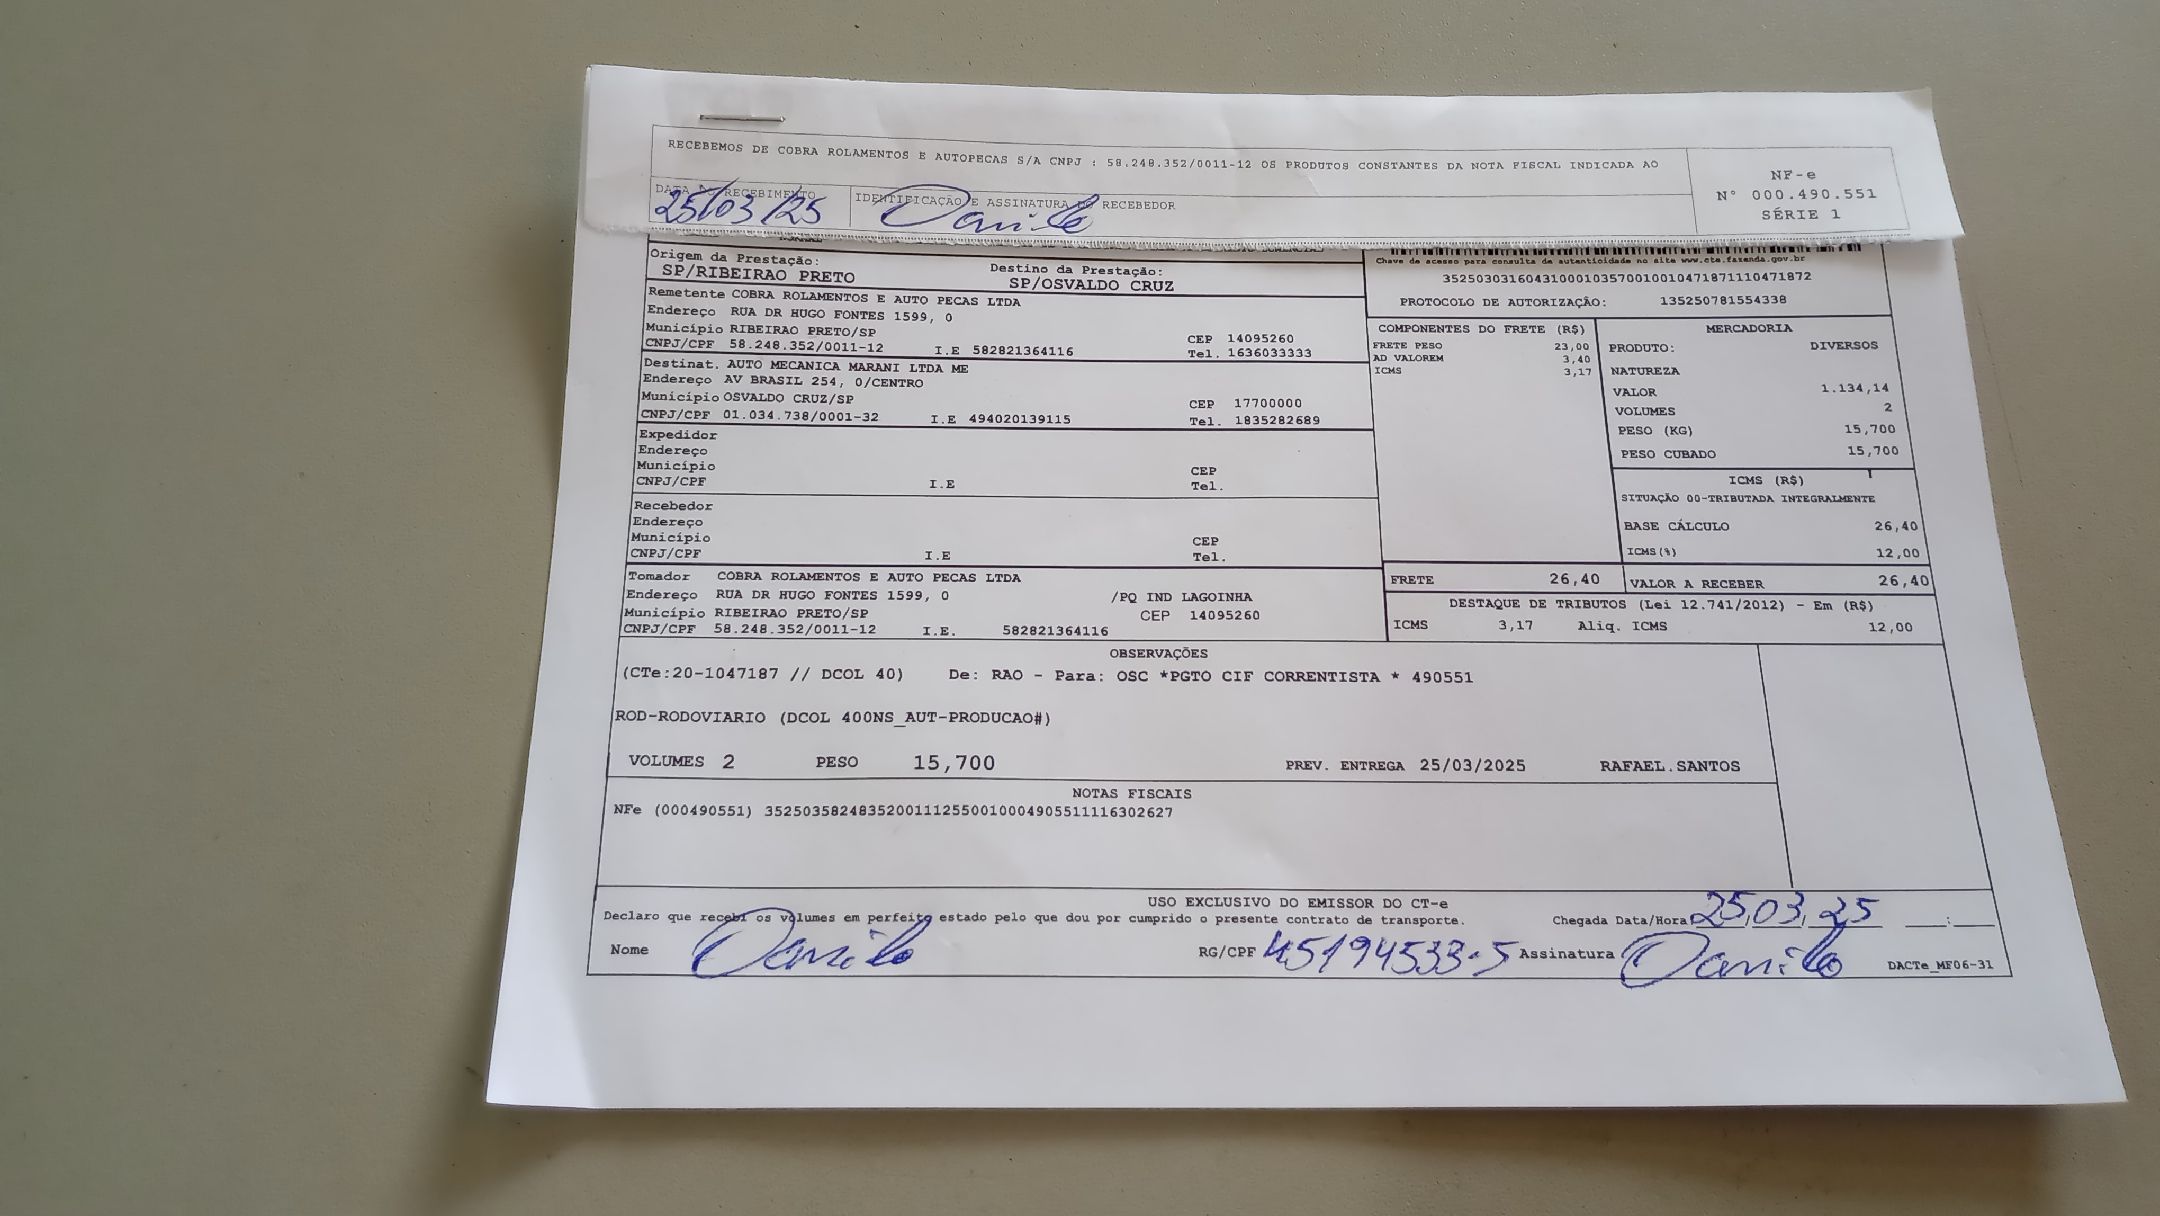 RECEBEMOS DE COBRA ROLAMENTOS E AUTOPECAS S/A CNPJ : 58.248.352/0011-12 OS PRODUTOS CONSTANTES DA NOTA FISCAL INDICADA AO
NF-e
Nº 000.490.551
SÉRIE 1
DATA DO RECEBIMENTO
25/03/25
IDENTIFICAÇÃO E ASSINATURA DO RECEBEDOR
Danilo
Origem da Prestação:
SP/RIBEIRAO PRETO
Destino da Prestação:
SP/OSVALDO CRUZ
Chave de acesso para consulta de autenticidade no site www.cte.fazenda.gov.br
35250303160431000103570010010471871110471872
PROTOCOLO DE AUTORIZAÇÃO: 135250781554338
Remetente COBRA ROLAMENTOS E AUTO PECAS LTDA
Endereço RUA DR HUGO FONTES 1599, 0
Município RIBEIRAO PRETO/SP CEP 14095260
CNPJ/CPF 58.248.352/0011-12 I.E 582821364116 Tel. 1636033333
Destinat. AUTO MECANICA MARANI LTDA ME
Endereço AV BRASIL 254, 0/CENTRO
Município OSVALDO CRUZ/SP CEP 17700000
CNPJ/CPF 01.034.738/0001-32 I.E 494020139115 Tel. 1835282689
Expedidor
Endereço
Município CEP
CNPJ/CPF I.E Tel.
Recebedor
Endereço
Município CEP
CNPJ/CPF I.E Tel.
Tomador COBRA ROLAMENTOS E AUTO PECAS LTDA
Endereço RUA DR HUGO FONTES 1599, 0 /PQ IND LAGOINHA
Município RIBEIRAO PRETO/SP CEP 14095260
CNPJ/CPF 58.248.352/0011-12 I.E. 582821364116
COMPONENTES DO FRETE (R$)
FRETE PESO 23,00
AD VALOREM 3,40
ICMS 3,17
MERCADORIA
PRODUTO: DIVERSOS
NATUREZA
VALOR 1.134,14
VOLUMES 2
PESO (KG) 15,700
PESO CUBADO 15,700
ICMS (R$)
SITUAÇÃO 00-TRIBUTADA INTEGRALMENTE
BASE CÁLCULO 26,40
ICMS(%) 12,00
FRETE 26,40 VALOR A RECEBER 26,40
DESTAQUE DE TRIBUTOS (Lei 12.741/2012) - Em (R$)
ICMS 3,17 Aliq. ICMS 12,00
OBSERVAÇÕES
(CTe:20-1047187 // DCOL 40) De: RAO - Para: OSC *PGTO CIF CORRENTISTA * 490551
ROD-RODOVIARIO (DCOL 400NS_AUT-PRODUCAO#)
VOLUMES 2 PESO 15,700 PREV. ENTREGA 25/03/2025 RAFAEL.SANTOS
NOTAS FISCAIS
NFe (000490551) 35250358248352001112550010004905511116302627
USO EXCLUSIVO DO EMISSOR DO CT-e
Declaro que recebi os volumes em perfeito estado pelo que dou por cumprido o presente contrato de transporte. Chegada Data/Hora 25,03,25 __:__
Nome Danilo RG/CPF 45194533-5 Assinatura Danilo DACTe_MF06-31